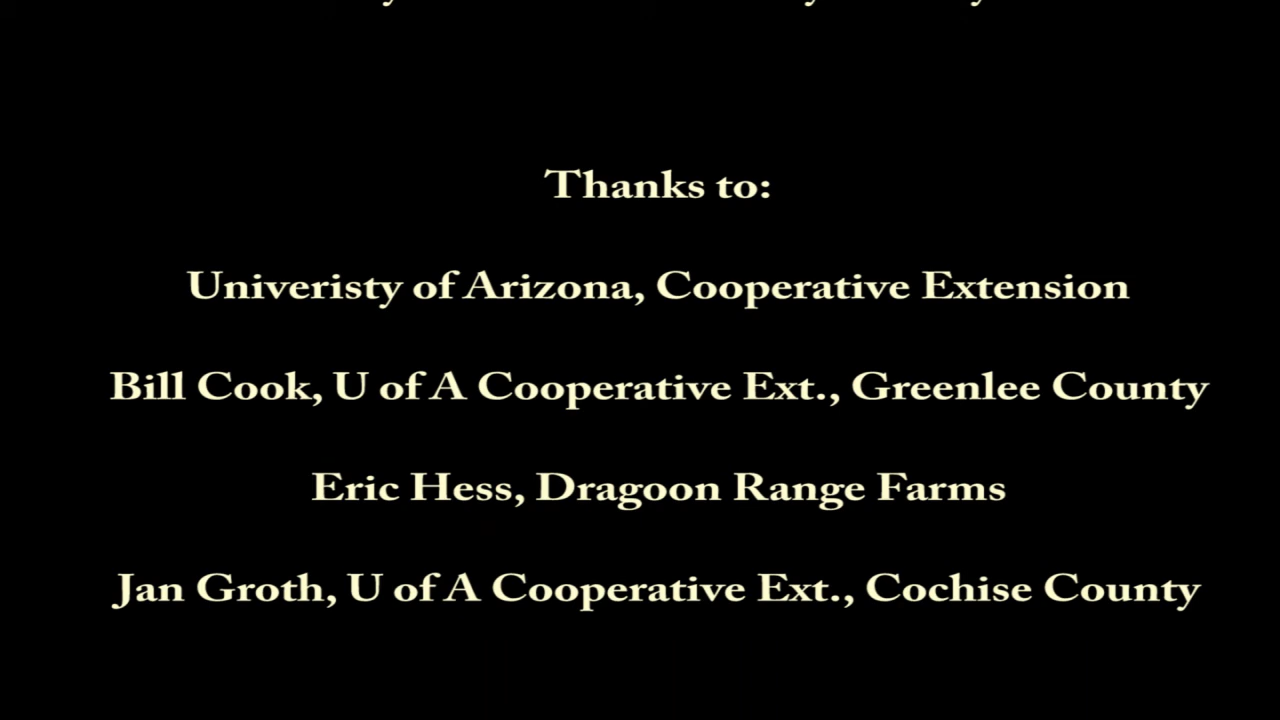 Thanks to:
Univeristy of Arizona, Cooperative Extension
Bill Cook, U of A Cooperative Ext., Greenlee County
Eric Hess, Dragoon Range Farms
Jan Groth, U of A Cooperative Ext., Cochise County